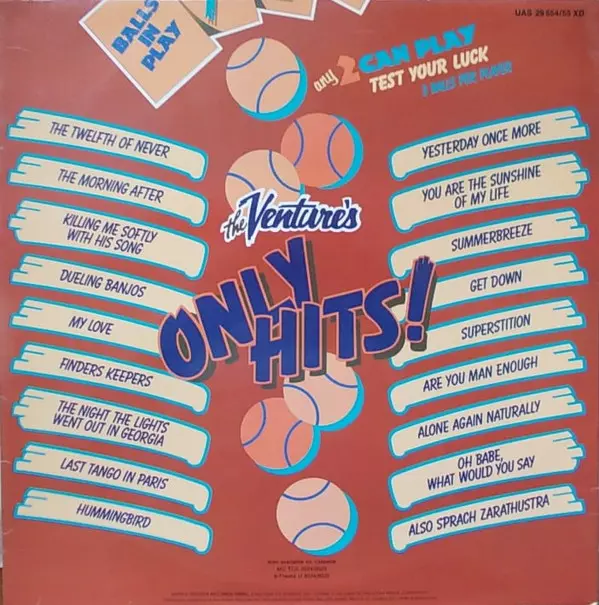 UAS 29 554/55 XD
BALLS
IN
PLAY
any 2 CAN PLAY
TEST YOUR LUCK
THE TWELFTH OF NEVER
THE MORNING AFTER
KILLING ME SOFTLY
WITH HIS SONG
DUELING BANJOS
MY LOVE
FINDERS KEEPERS
THE NIGHT THE LIGHTS
WENT OUT IN GEORGIA
LAST TANGO IN PARIS
HUMMINGBIRD
the Venture's
ONLY
HITS!
YESTERDAY ONCE MORE
YOU ARE THE SUNSHINE
OF MY LIFE
SUMMERBREEZE
GET DOWN
SUPERSTITION
ARE YOU MAN ENOUGH
ALONE AGAIN NATURALLY
OH BABE,
WHAT WOULD YOU SAY
ALSO SPRACH ZARATHUSTRA